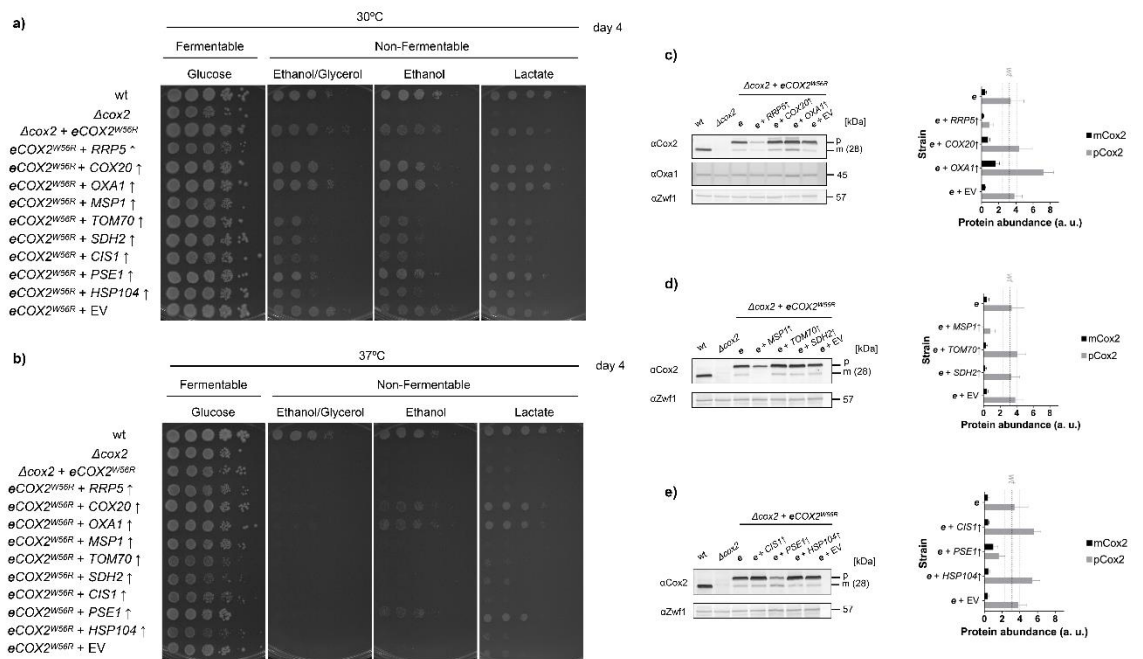 a)
30ºC
day 4
Fermentable
Non-Fermentable
Glucose
Ethanol/Glycerol
Ethanol
Lactate
wt
Δcox2
Δcox2 + eCOX2W56R
eCOX2W56R + RRP5 ↑
eCOX2W56R + COX20 ↑
eCOX2W56R + OXA1 ↑
eCOX2W56R + MSP1 ↑
eCOX2W56R + TOM70 ↑
eCOX2W56R + SDH2 ↑
eCOX2W56R + CIS1 ↑
eCOX2W56R + PSE1 ↑
eCOX2W56R + HSP104 ↑
eCOX2W56R + EV
b)
37ºC
day 4
Fermentable
Non-Fermentable
Glucose
Ethanol/Glycerol
Ethanol
Lactate
wt
Δcox2
Δcox2 + eCOX2W56R
eCOX2W56R + RRP5 ↑
eCOX2W56R + COX20 ↑
eCOX2W56R + OXA1 ↑
eCOX2W56R + MSP1 ↑
eCOX2W56R + TOM70 ↑
eCOX2W56R + SDH2 ↑
eCOX2W56R + CIS1 ↑
eCOX2W56R + PSE1 ↑
eCOX2W56R + HSP104 ↑
eCOX2W56R + EV
c)
Δcox2 + eCOX2W56R
wt
Δcox2
e
e + RRP5↑
e + COX20↑
e + OXA1↑
e + EV
[kDa]
αCox2
p
m (28)
αOxa1
45
αZwf1
57
wt
Strain
e
e + RRP5↑
e + COX20↑
e + OXA1↑
e + EV
mCox2
pCox2
0 2 4 6 8
Protein abundance (a. u.)
d)
Δcox2 + eCOX2W56R
wt
Δcox2
e
e + MSP1↑
e + TOM70↑
e + SDH2↑
e + EV
[kDa]
αCox2
p
m (28)
αZwf1
57
wt
Strain
e
e + MSP1↑
e + TOM70↑
e + SDH2↑
e + EV
mCox2
pCox2
0 2 4 6 8
Protein abundance (a. u.)
e)
Δcox2 + eCOX2W56R
wt
Δcox2
e
e + CIS1↑
e + PSE1↑
e + HSP104↑
e + EV
[kDa]
αCox2
p
m (28)
αZwf1
57
wt
Strain
e
e + CIS1↑
e + PSE1↑
e + HSP104↑
e + EV
mCox2
pCox2
0 2 4 6 8
Protein abundance (a. u.)